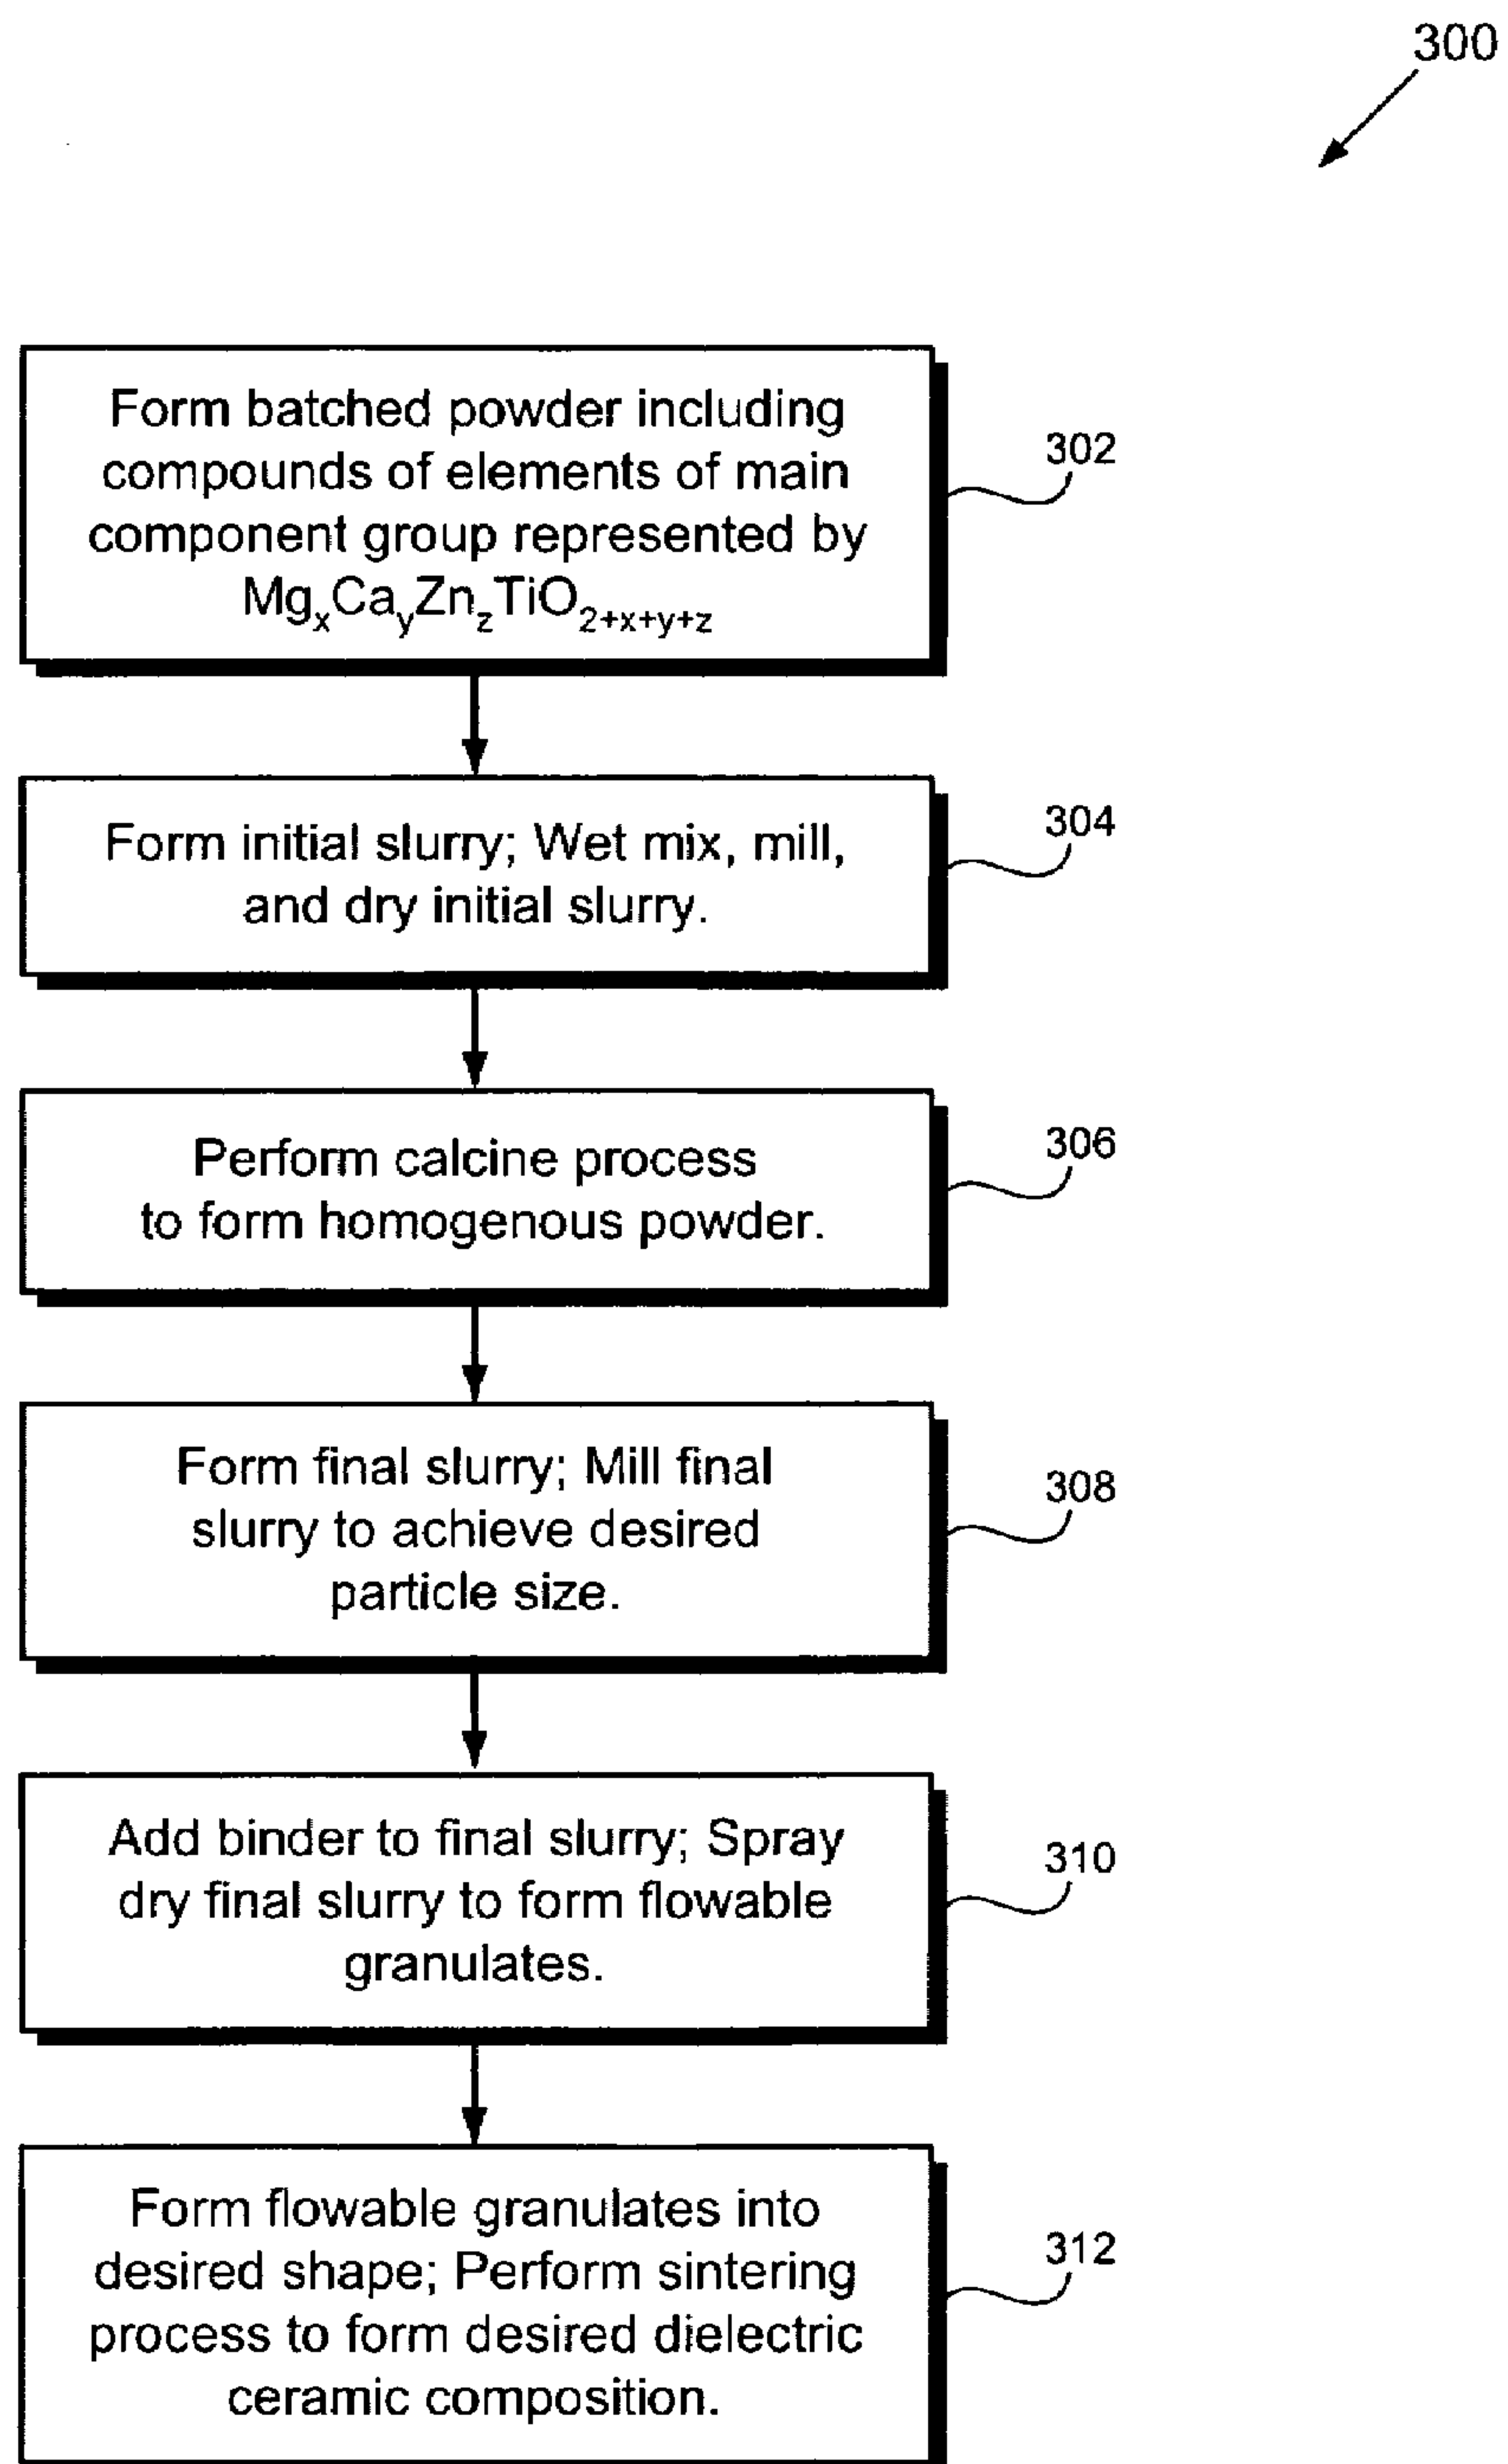 300
Form batched powder including
compounds of elements of main
component group represented by
MgₓCaᵧZn_zTiO₂₊ₓ₊ᵧ₊_z
302
Form initial slurry; Wet mix, mill,
and dry initial slurry.
304
Perform calcine process
to form homogenous powder.
306
Form final slurry; Mill final
slurry to achieve desired
particle size.
308
Add binder to final slurry; Spray
dry final slurry to form flowable
granulates.
310
Form flowable granulates into
desired shape; Perform sintering
process to form desired dielectric
ceramic composition.
312